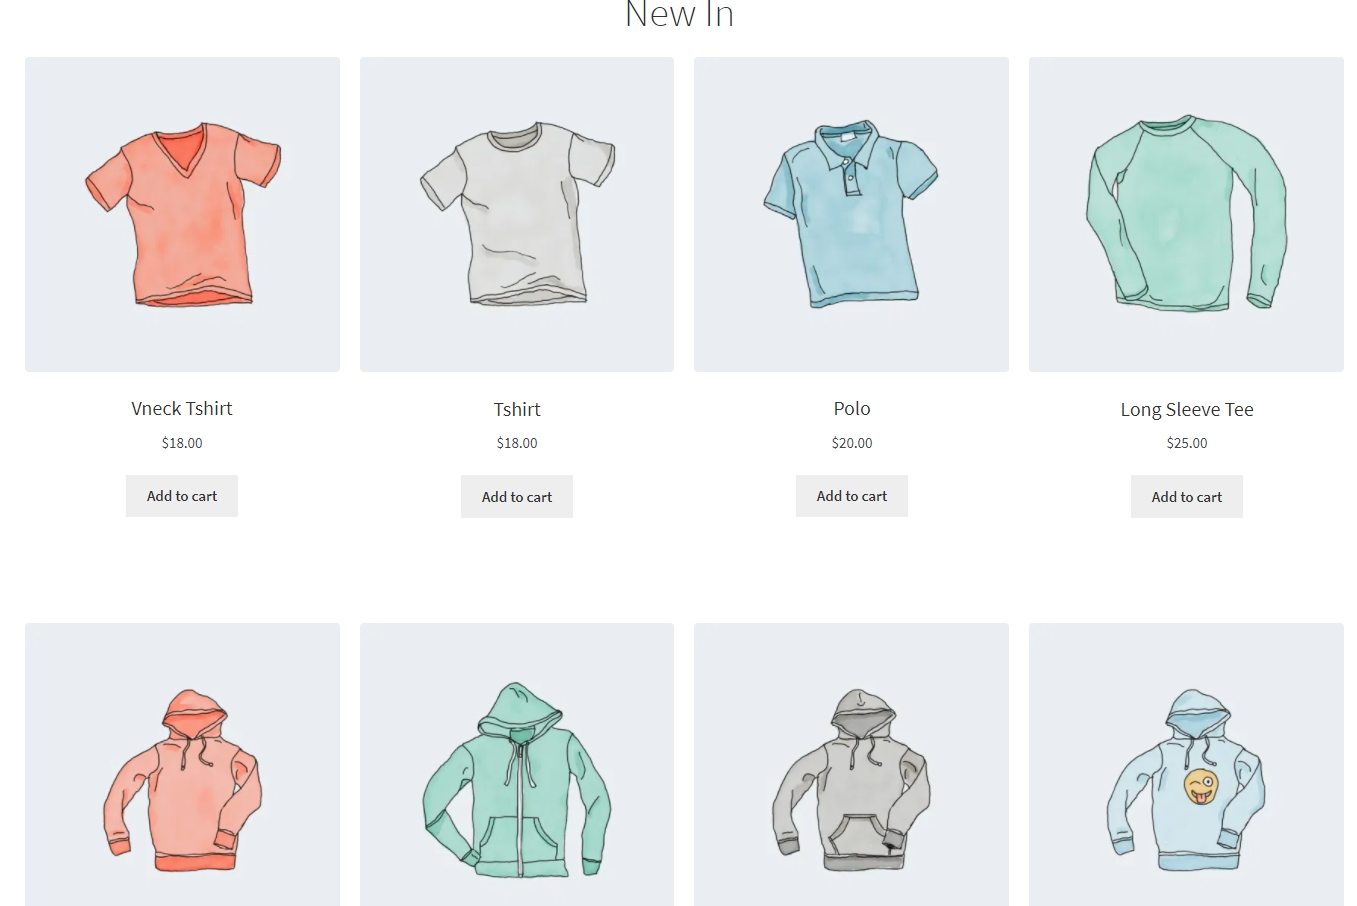 New In
Vneck Tshirt
Tshirt
Polo
Long Sleeve Tee
$18.00
$18.00
$20.00
$25.00
Add to cart
Add to cart
Add to cart
Add to cart